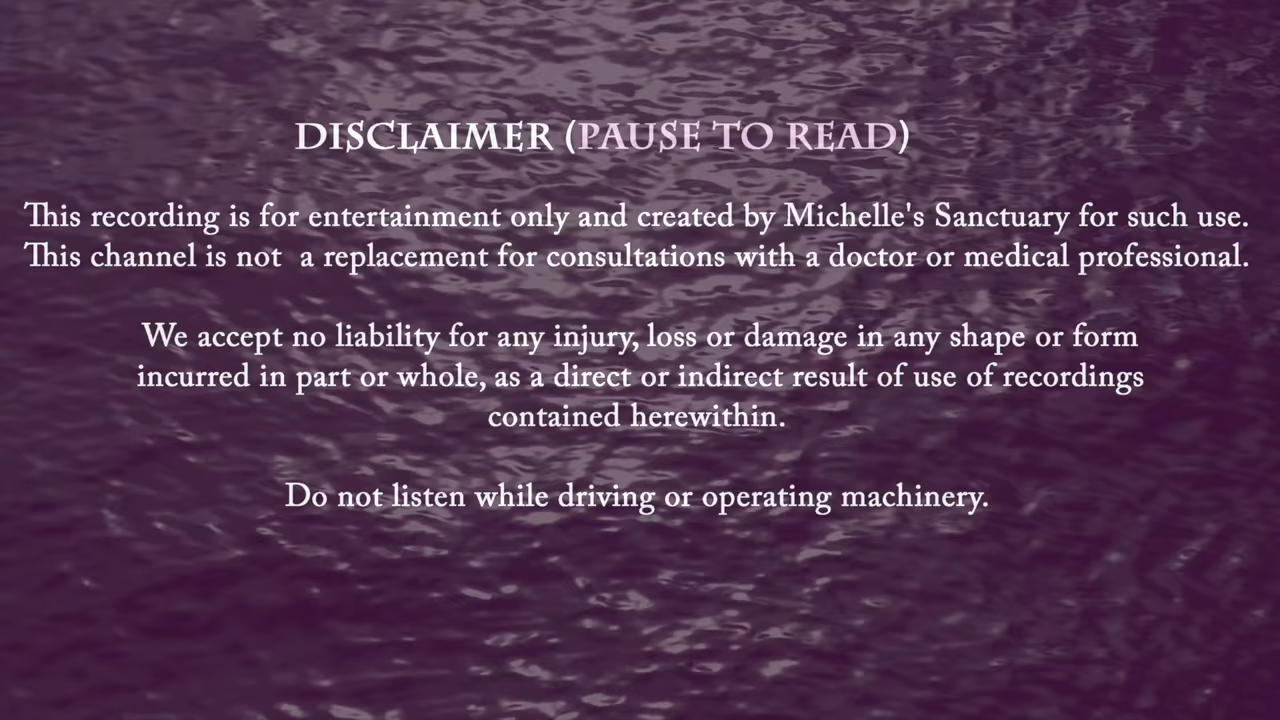 DISCLAIMER (PAUSE TO READ)
This recording is for entertainment only and created by Michelle's Sanctuary for such use.
This channel is not  a replacement for consultations with a doctor or medical professional.
We accept no liability for any injury, loss or damage in any shape or form
incurred in part or whole, as a direct or indirect result of use of recordings
contained herewithin.
Do not listen while driving or operating machinery.